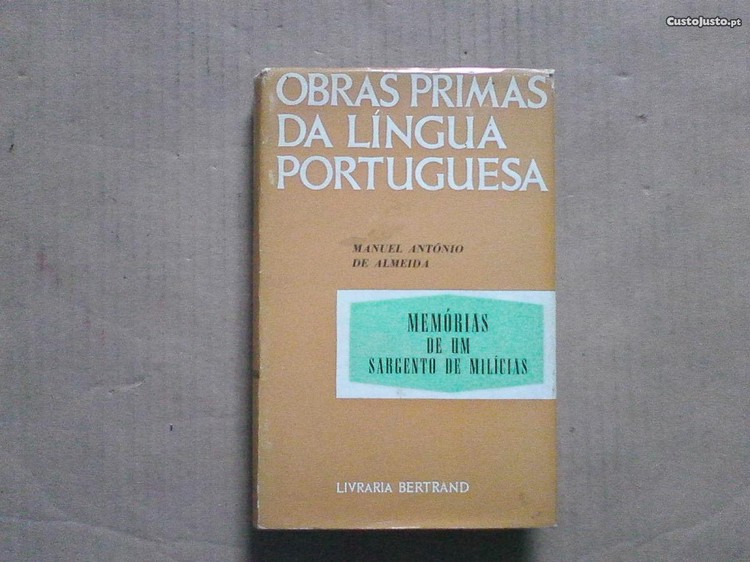 CustoJusto.pt
OBRAS PRIMAS
DA LÍNGUA
PORTUGUESA
MANUEL ANTÓNIO
DE ALMEIDA
MEMÓRIAS
DE UM
SARGENTO DE MILÍCIAS
LIVRARIA BERTRAND